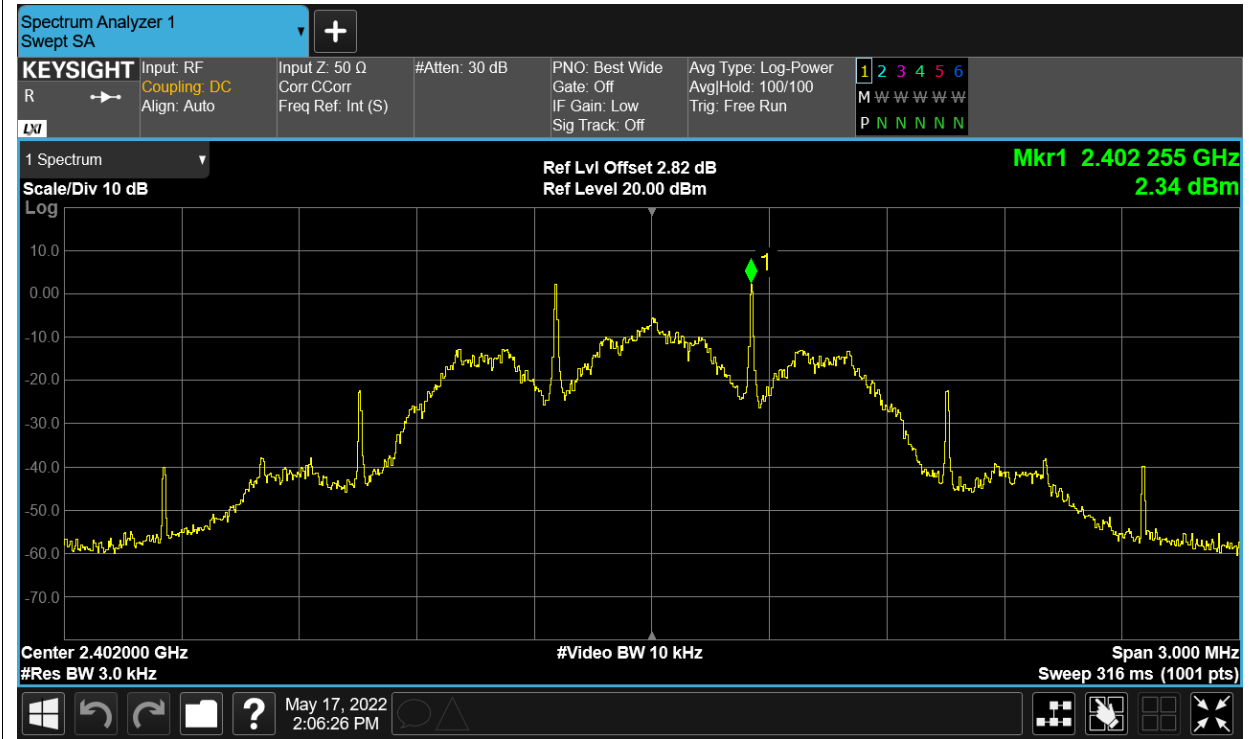 Spectrum Analyzer 1
Swept SA
KEYSIGHT
R
LXI
Input: RF
Coupling: DC
Align: Auto
Input Z: 50 Ω
Corr CCorr
Freq Ref: Int (S)
#Atten: 30 dB
PNO: Best Wide
Gate: Off
IF Gain: Low
Sig Track: Off
Avg Type: Log-Power
Avg|Hold: 100/100
Trig: Free Run
1 2 3 4 5 6
M W W W W W
P N N N N N
1 Spectrum
Scale/Div 10 dB
Log
Ref Lvl Offset 2.82 dB
Ref Level 20.00 dBm
Mkr1 2.402 255 GHz
2.34 dBm
10.0
0.00
-10.0
-20.0
-30.0
-40.0
-50.0
-60.0
-70.0
1
Center 2.402000 GHz
#Res BW 3.0 kHz
#Video BW 10 kHz
Span 3.000 MHz
Sweep 316 ms (1001 pts)
?
May 17, 2022
2:06:26 PM